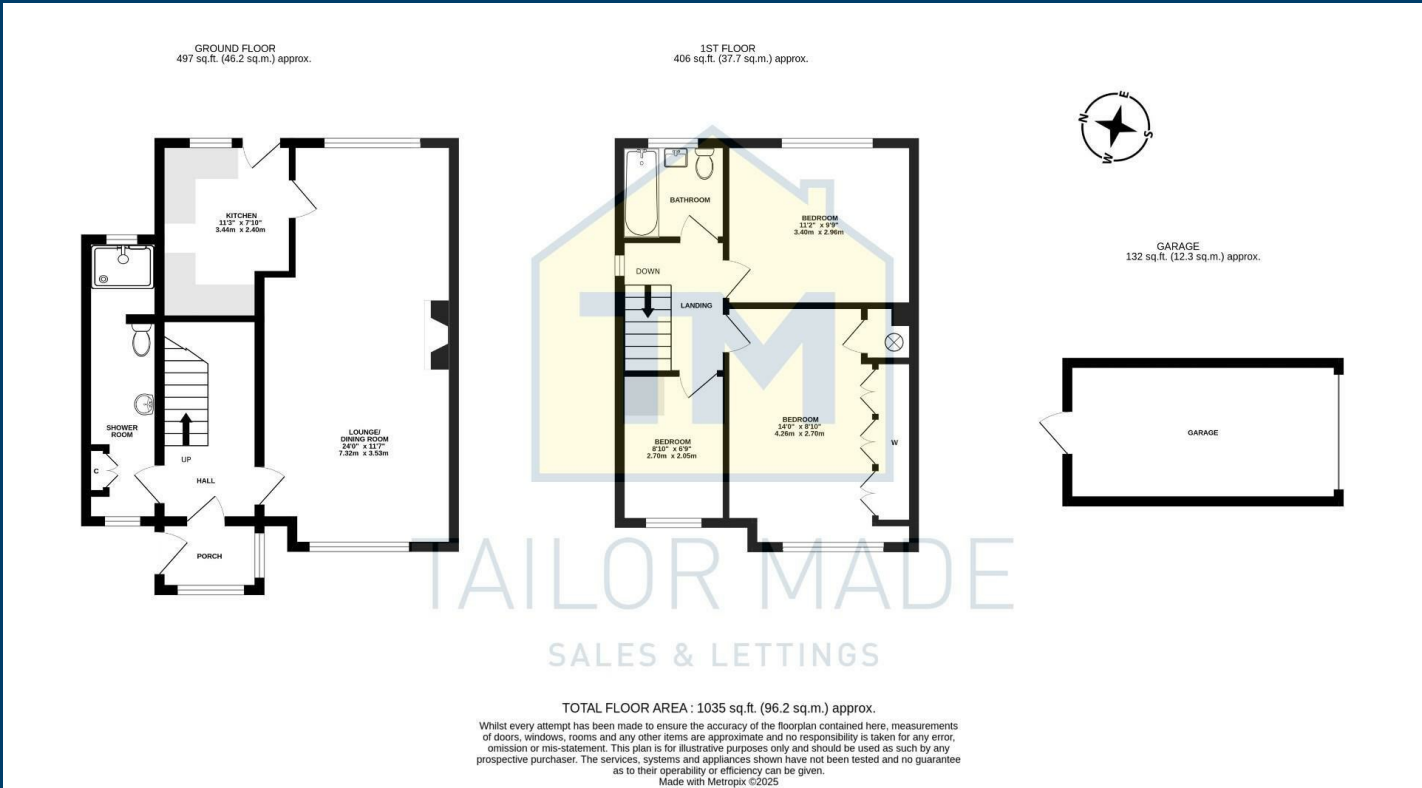 GROUND FLOOR
497 sq.ft. (46.2 sq.m.) approx.
KITCHEN
11'3" x 7'10"
3.44m x 2.40m
SHOWER
ROOM
C
UP
HALL
PORCH
LOUNGE/
DINING ROOM
24'0" x 11'7"
7.32m x 3.53m
1ST FLOOR
406 sq.ft. (37.7 sq.m.) approx.
BATHROOM
BEDROOM
11'2" x 9'9"
3.40m x 2.96m
DOWN
LANDING
BEDROOM
14'0" x 8'10"
4.26m x 2.70m
W
BEDROOM
8'10" x 6'9"
2.70m x 2.05m
N
E
S
W
GARAGE
132 sq.ft. (12.3 sq.m.) approx.
GARAGE
TM
TAILOR MADE
SALES & LETTINGS
TOTAL FLOOR AREA : 1035 sq.ft. (96.2 sq.m.) approx.
Whilst every attempt has been made to ensure the accuracy of the floorplan contained here, measurements
of doors, windows, rooms and any other items are approximate and no responsibility is taken for any error,
omission or mis-statement. This plan is for illustrative purposes only and should be used as such by any
prospective purchaser. The services, systems and appliances shown have not been tested and no guarantee
as to their operability or efficiency can be given.
Made with Metropix ©2025